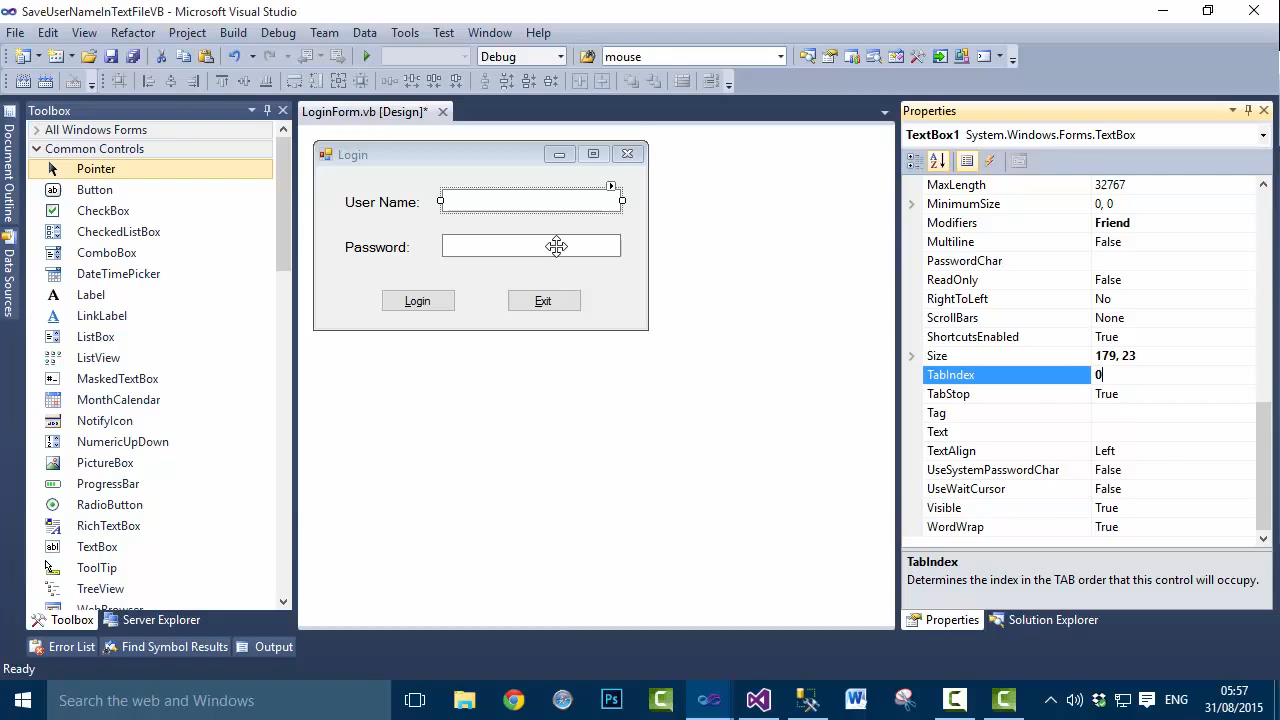 SaveUserNameInTextFileVB - Microsoft Visual Studio
File Edit View Refactor Project Build Debug Team Data Tools Test Window Help
Debug mouse
Toolbox
LoginForm.vb [Design]*
Properties
Document Outline
Data Sources
All Windows Forms
Common Controls
Pointer
Button
CheckBox
CheckedListBox
ComboBox
DateTimePicker
Label
LinkLabel
ListBox
ListView
MaskedTextBox
MonthCalendar
NotifyIcon
NumericUpDown
PictureBox
ProgressBar
RadioButton
RichTextBox
TextBox
ToolTip
TreeView
WebBrowser
Toolbox Server Explorer
Login
User Name:
Password:
Login Exit
TextBox1 System.Windows.Forms.TextBox
MaxLength 32767
MinimumSize 0, 0
Modifiers Friend
Multiline False
PasswordChar
ReadOnly False
RightToLeft No
ScrollBars None
ShortcutsEnabled True
Size 179, 23
TabIndex 0
TabStop True
Tag
Text
TextAlign Left
UseSystemPasswordChar False
UseWaitCursor False
Visible True
WordWrap True
TabIndex
Determines the index in the TAB order that this control will occupy.
Properties Solution Explorer
Error List Find Symbol Results Output
Ready
Search the web and Windows
ENG
05:57
31/08/2015